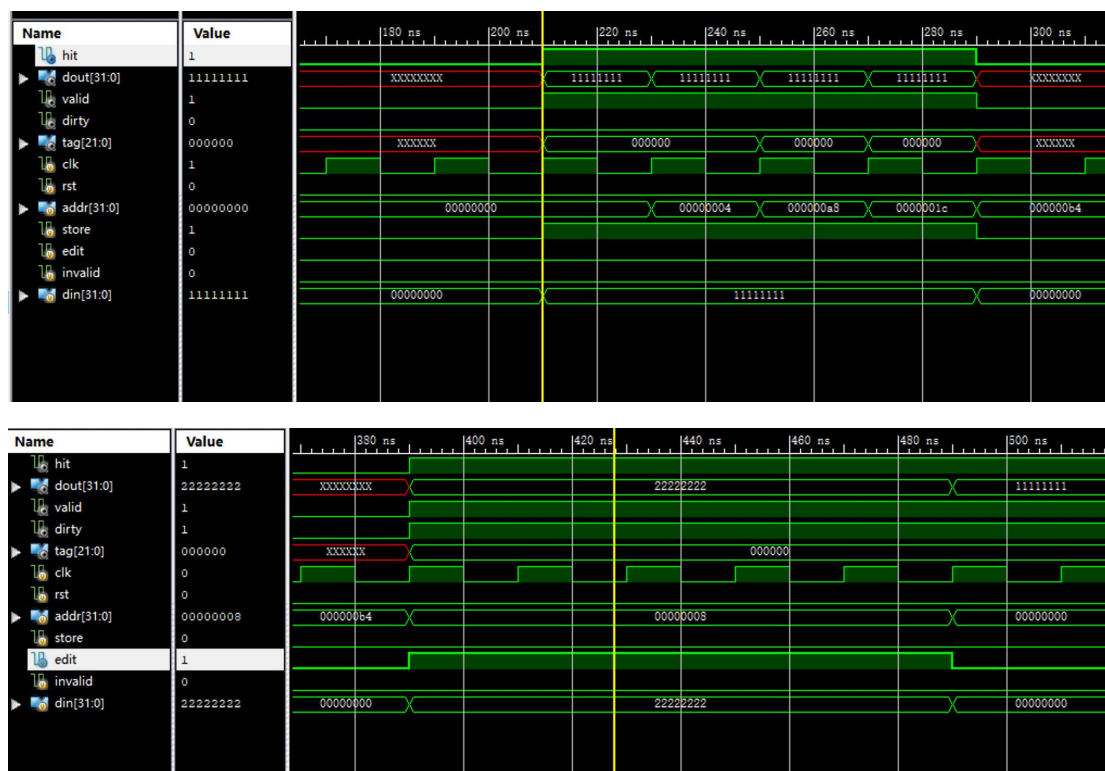 Name Value 180 ns 200 ns 220 ns 240 ns 260 ns 280 ns 300 ns
hit 1
dout[31:0] 11111111 XXXXXXXX 11111111 11111111 11111111 11111111 XXXXXXXX
valid 1
dirty 0
tag[21:0] 000000 XXXXXX 000000 000000 000000 XXXXXX
clk 1
rst 0
addr[31:0] 00000000 00000000 00000004 000000a8 0000001c 000000b4
store 1
edit 0
invalid 0
din[31:0] 11111111 00000000 11111111 00000000
Name Value 380 ns 400 ns 420 ns 440 ns 460 ns 480 ns 500 ns
hit 1
dout[31:0] 22222222 XXXXXXXX 22222222 11111111
valid 1
dirty 1
tag[21:0] 000000 XXXXXX 000000
clk 0
rst 0
addr[31:0] 00000008 000000b4 00000008 00000000
store 0
edit 1
invalid 0
din[31:0] 22222222 00000000 22222222 00000000